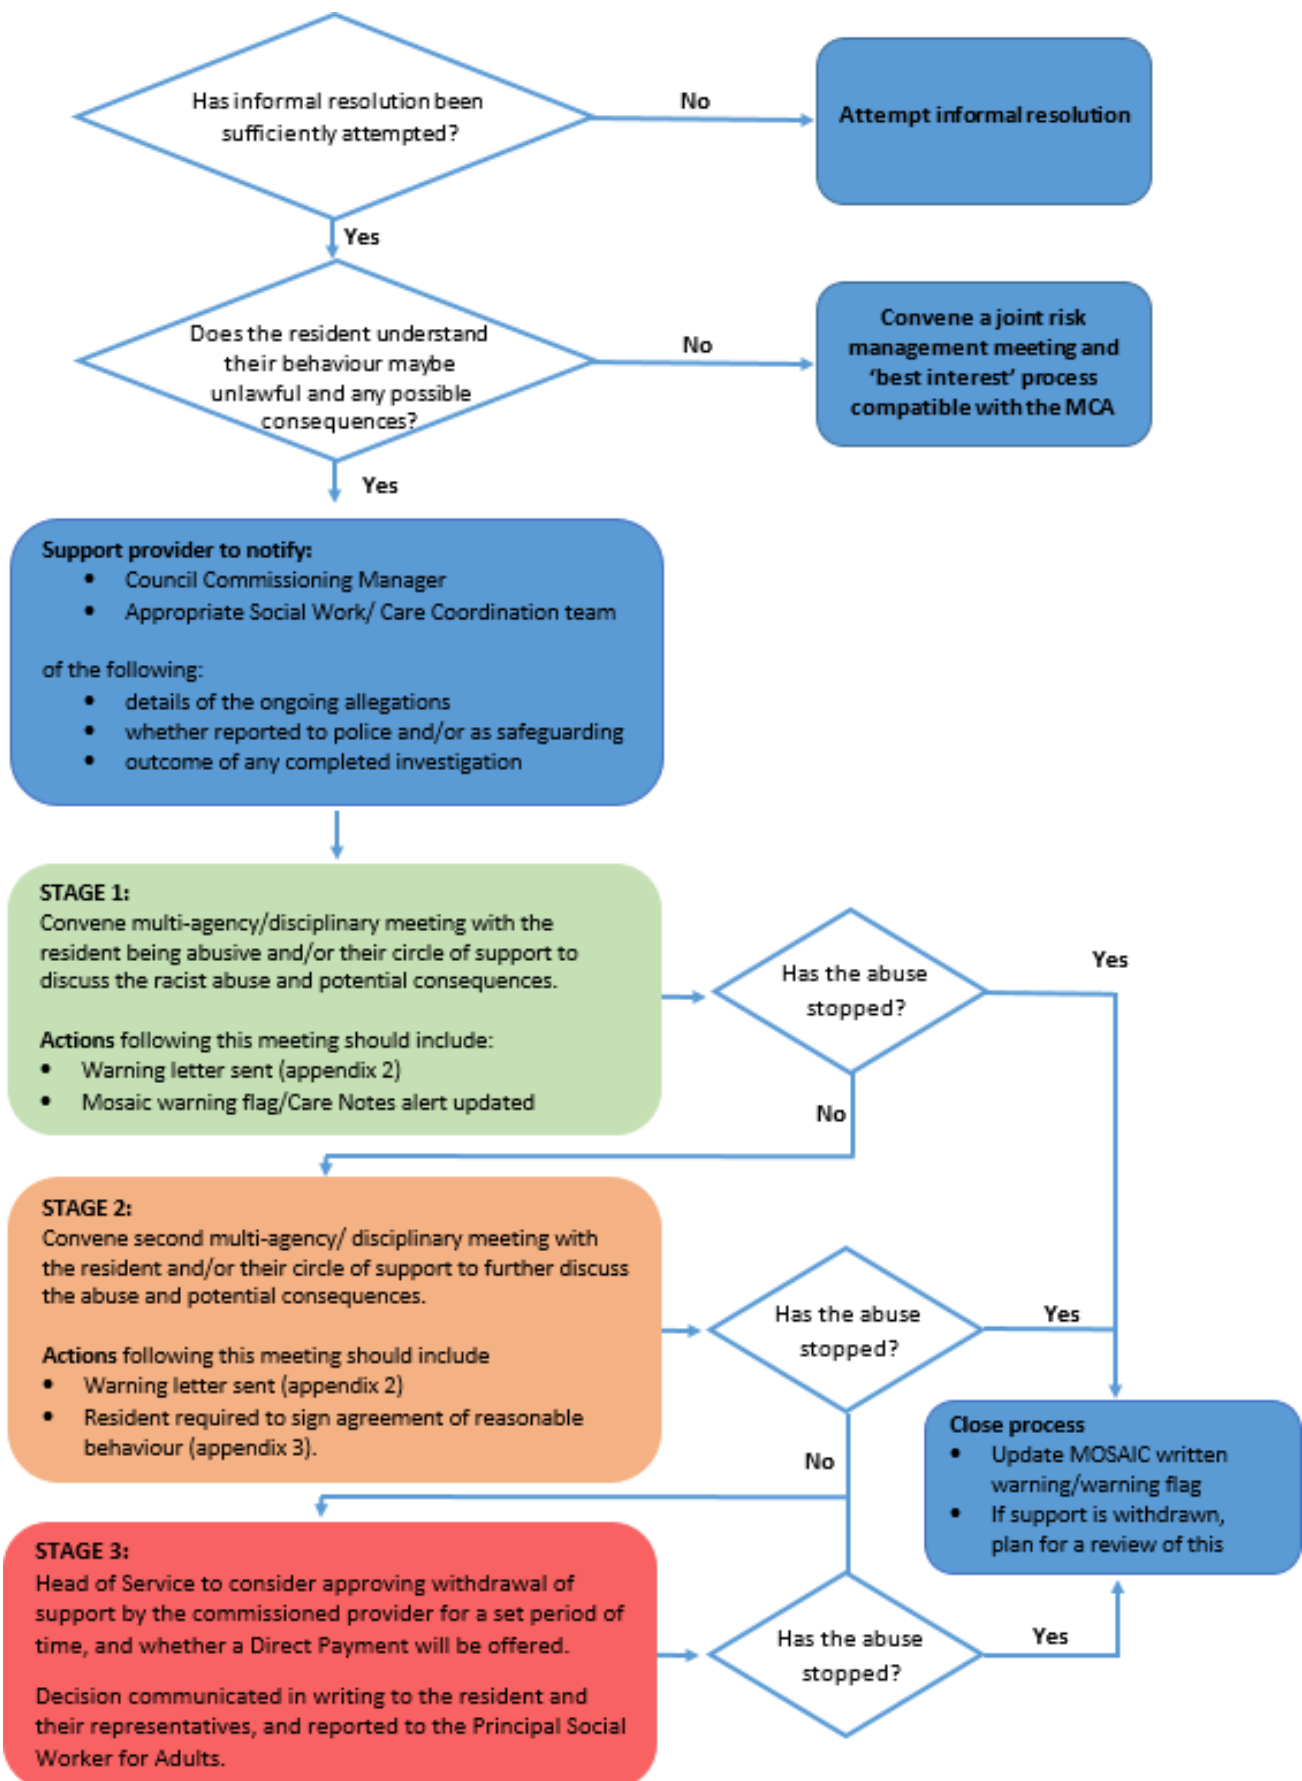 Has informal resolution been
sufficiently attempted?
No
Attempt informal resolution
Yes
Does the resident understand
their behaviour maybe
unlawful and any possible
consequences?
No
Convene a joint risk
management meeting and
‘best interest’ process
compatible with the MCA
Yes
Support provider to notify:
• Council Commissioning Manager
• Appropriate Social Work/ Care Coordination team
of the following:
• details of the ongoing allegations
• whether reported to police and/or as safeguarding
• outcome of any completed investigation
STAGE 1:
Convene multi-agency/disciplinary meeting with the
resident being abusive and/or their circle of support to
discuss the racist abuse and potential consequences.
Actions following this meeting should include:
• Warning letter sent (appendix 2)
• Mosaic warning flag/Care Notes alert updated
Has the abuse
stopped?
Yes
No
STAGE 2:
Convene second multi-agency/ disciplinary meeting with
the resident and/or their circle of support to further discuss
the abuse and potential consequences.
Actions following this meeting should include
• Warning letter sent (appendix 2)
• Resident required to sign agreement of reasonable
behaviour (appendix 3).
Has the abuse
stopped?
Yes
No
Close process
• Update MOSAIC written
warning/warning flag
• If support is withdrawn,
plan for a review of this
STAGE 3:
Head of Service to consider approving withdrawal of
support by the commissioned provider for a set period of
time, and whether a Direct Payment will be offered.
Decision communicated in writing to the resident and
their representatives, and reported to the Principal Social
Worker for Adults.
Has the abuse
stopped?
Yes